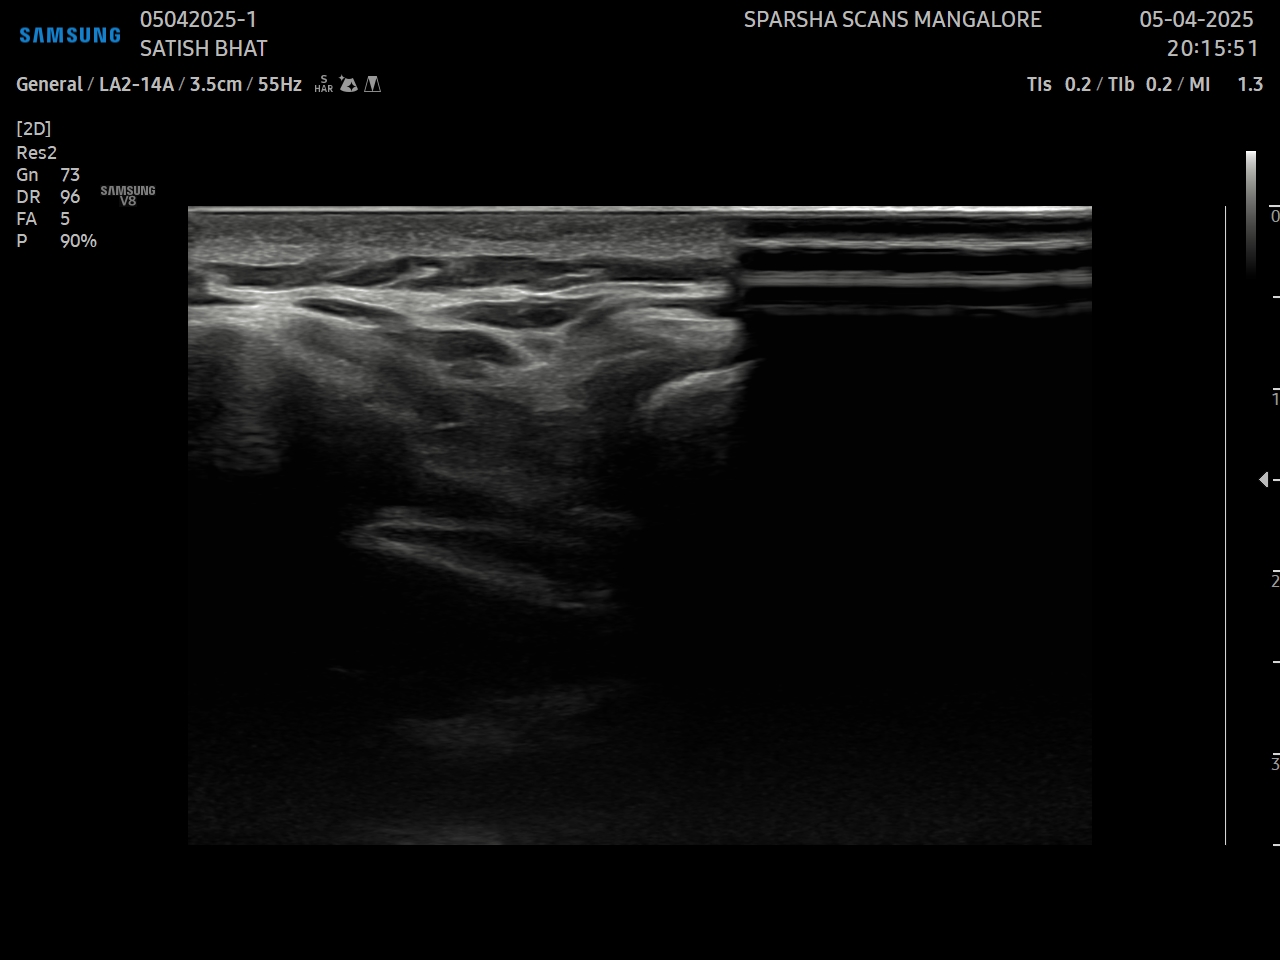 SAMSUNG
05042025-1
SPARSHA SCANS MANGALORE
05-04-2025
SATISH BHAT
20:15:51
General / LA2-14A / 3.5cm / 55Hz
S HAR
TIs 0.2 / TIb 0.2 / MI 1.3
[2D]
Res2
Gn 73
DR 96
FA 5
P 90%
SAMSUNG
V8
0
1
2
3